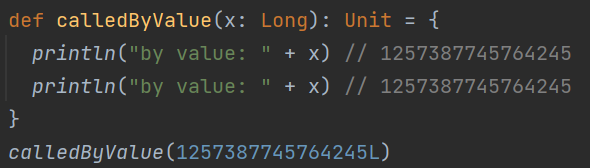 def calledByValue(x: Long): Unit = {
  println("by value: " + x) // 1257387745764245
  println("by value: " + x) // 1257387745764245
}
calledByValue(1257387745764245L)